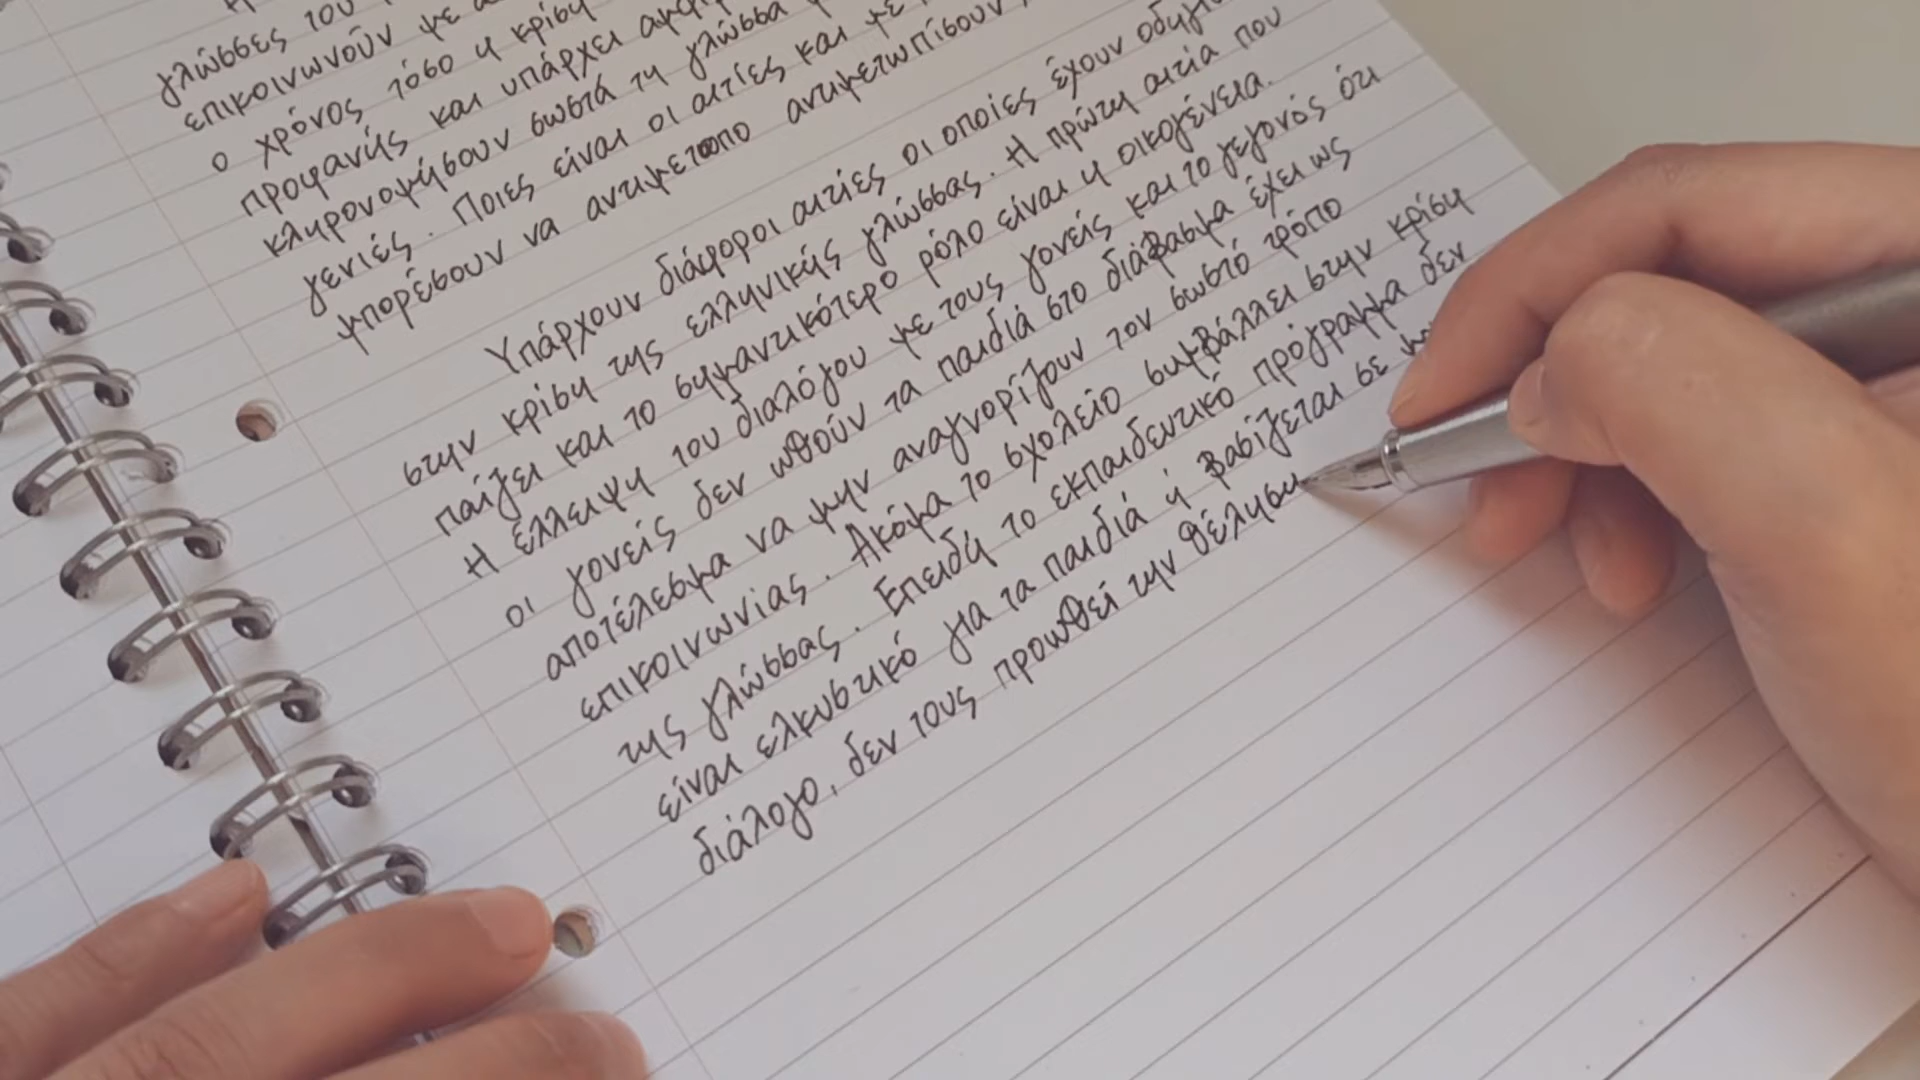 γλώσσες του
επικοινωνούν με
ο χρόνος τόσο η κρίση
προφανής και υπάρχει
κληρονομήσουν σωστά τη γλώσσα
γενιές. Ποιες είναι οι αιτίες και με
μπορέσουν να αντιμετοπο αντιμετωπίσουν
Υπάρχουν διάφοροι αιτίες οι οποίες έχουν
στην κρίση της ελληνικής γλώσσας. Η πρώτη αιτία που
παίζει και το σημαντικότερο ρόλο είναι η οικογένεια.
Η έλλειψη του διαλόγου με τους γονείς και το γεγονός ότι
οι γονείς δεν ωθούν τα παιδιά στο διάβασμα έχει ως
αποτέλεσμα να μην αναγνορίζουν τον σωστό τρόπο
επικοινωνίας. Ακόμα το σχολείο συμβάλλει στην κρίση
της γλώσσας. Επειδή το εκπαιδευτικό πρόγραμμα δεν
είναι ελκυστικό για τα παιδιά ή βασίζεται σε
διάλογο, δεν τους προωθεί την θέληση